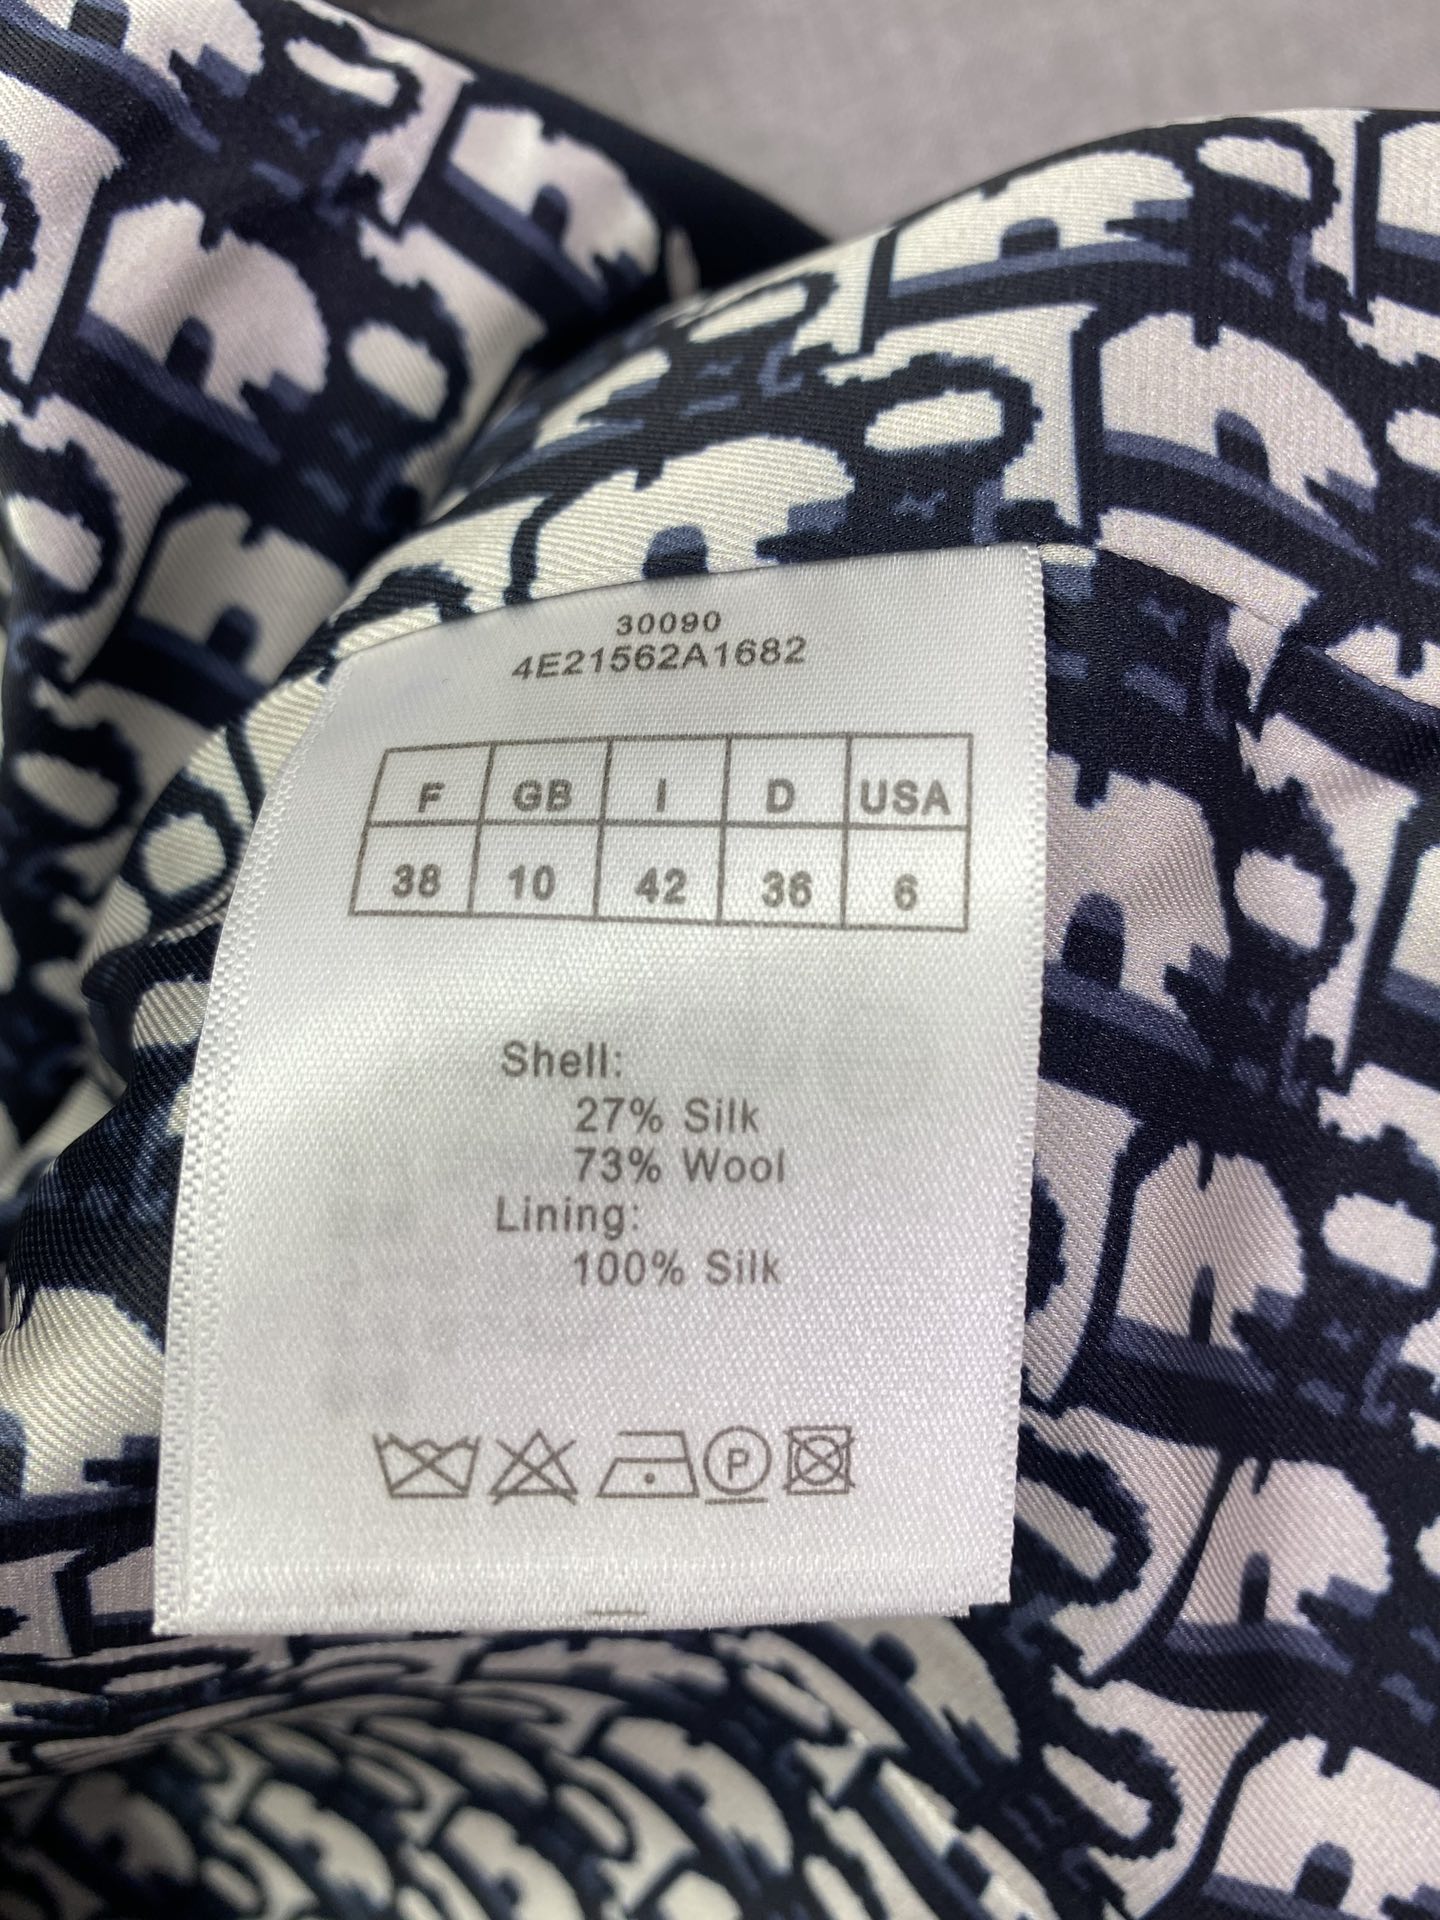 30090
4E21562A1682
F GB I D USA
38 10 42 36 6
Shell:
27% Silk
73% Wool
Lining:
100% Silk
P